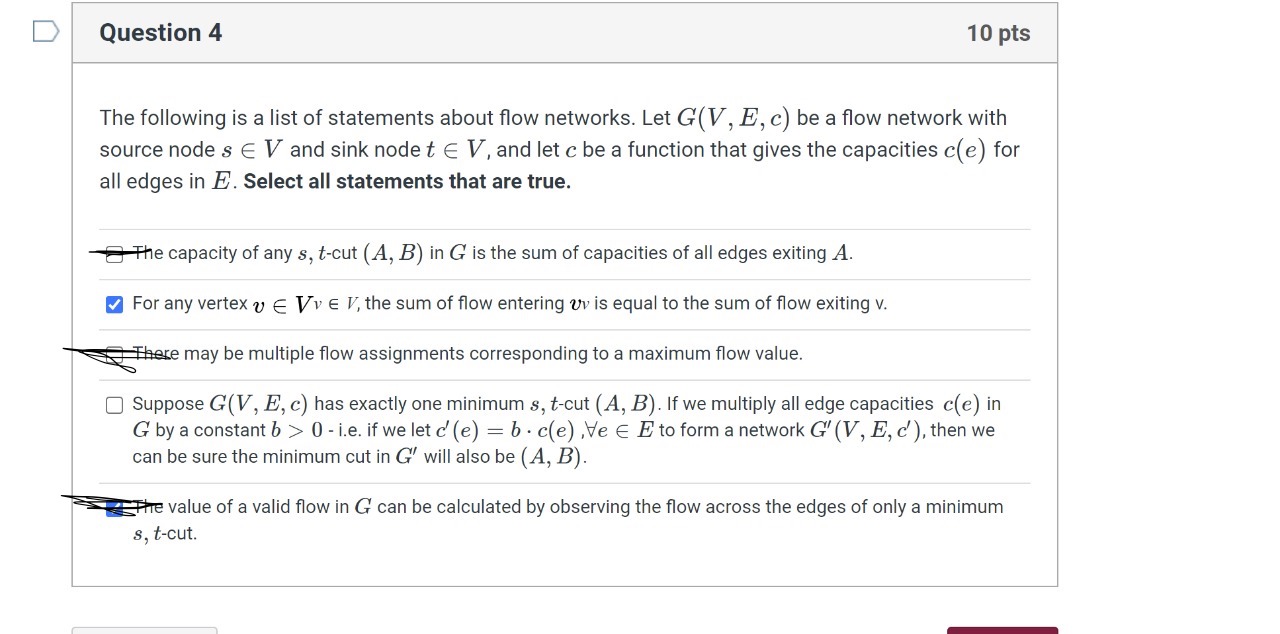 Question 4
10 pts
The following is a list of statements about flow networks. Let G(V, E, c) be a flow network with
source node s ∈ V and sink node t ∈ V, and let c be a function that gives the capacities c(e) for
all edges in E. Select all statements that are true.
The capacity of any s, t-cut (A, B) in G is the sum of capacities of all edges exiting A.
For any vertex v ∈ Vv ∈ V, the sum of flow entering vv is equal to the sum of flow exiting v.
There may be multiple flow assignments corresponding to a maximum flow value.
Suppose G(V, E, c) has exactly one minimum s, t-cut (A, B). If we multiply all edge capacities c(e) in
G by a constant b > 0 - i.e. if we let c′(e) = b · c(e) ,∀e ∈ E to form a network G′(V, E, c′), then we
can be sure the minimum cut in G′ will also be (A, B).
The value of a valid flow in G can be calculated by observing the flow across the edges of only a minimum
s, t-cut.